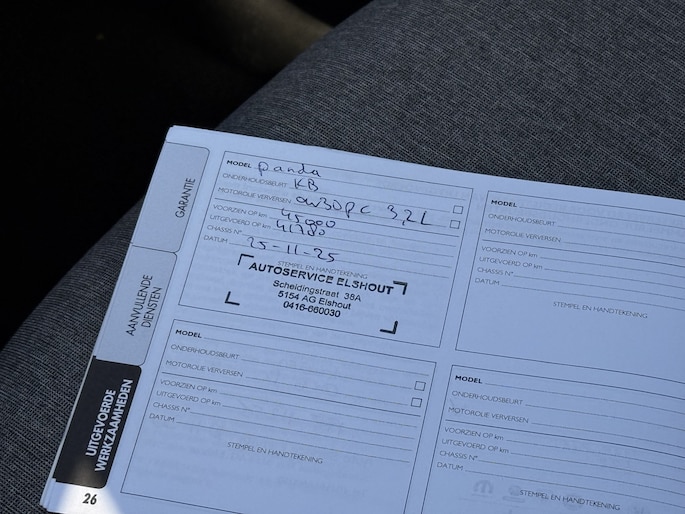 GARANTIE
AANVULLENDE
DIENSTEN
UITGEVOERDE
WERKZAAMHEDEN
26
MODEL panda
ONDERHOUDSBEURT KB
MOTOROLIE VERVERSEN 0W30PC 3,2L
VOORZIEN OP km 45000
UITGEVOERD OP km 41780
CHASSIS N°
DATUM 25-11-25
STEMPEL EN HANDTEKENING
AUTOSERVICE ELSHOUT
Scheidingstraat 38A
5154 AG Elshout
0416-660030
MODEL
ONDERHOUDSBEURT
MOTOROLIE VERVERSEN
VOORZIEN OP km
UITGEVOERD OP km
CHASSIS N°
DATUM
STEMPEL EN HANDTEKENING
MODEL
ONDERHOUDSBEURT
MOTOROLIE VERVERSEN
VOORZIEN OP km
UITGEVOERD OP km
CHASSIS N°
DATUM
STEMPEL EN HANDTEKENING
MODEL
ONDERHOUDSBEURT
MOTOROLIE VERVERSEN
VOORZIEN OP km
UITGEVOERD OP km
CHASSIS N°
DATUM
STEMPEL EN HANDTEKENING